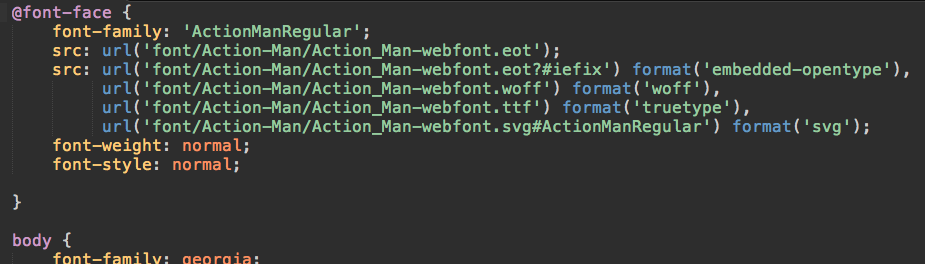 @font-face {
    font-family: 'ActionManRegular';
    src: url('font/Action-Man/Action_Man-webfont.eot');
    src: url('font/Action-Man/Action_Man-webfont.eot?#iefix') format('embedded-opentype'),
         url('font/Action-Man/Action_Man-webfont.woff') format('woff'),
         url('font/Action-Man/Action_Man-webfont.ttf') format('truetype'),
         url('font/Action-Man/Action_Man-webfont.svg#ActionManRegular') format('svg');
    font-weight: normal;
    font-style: normal;
}
body {
    font-family: georgia;